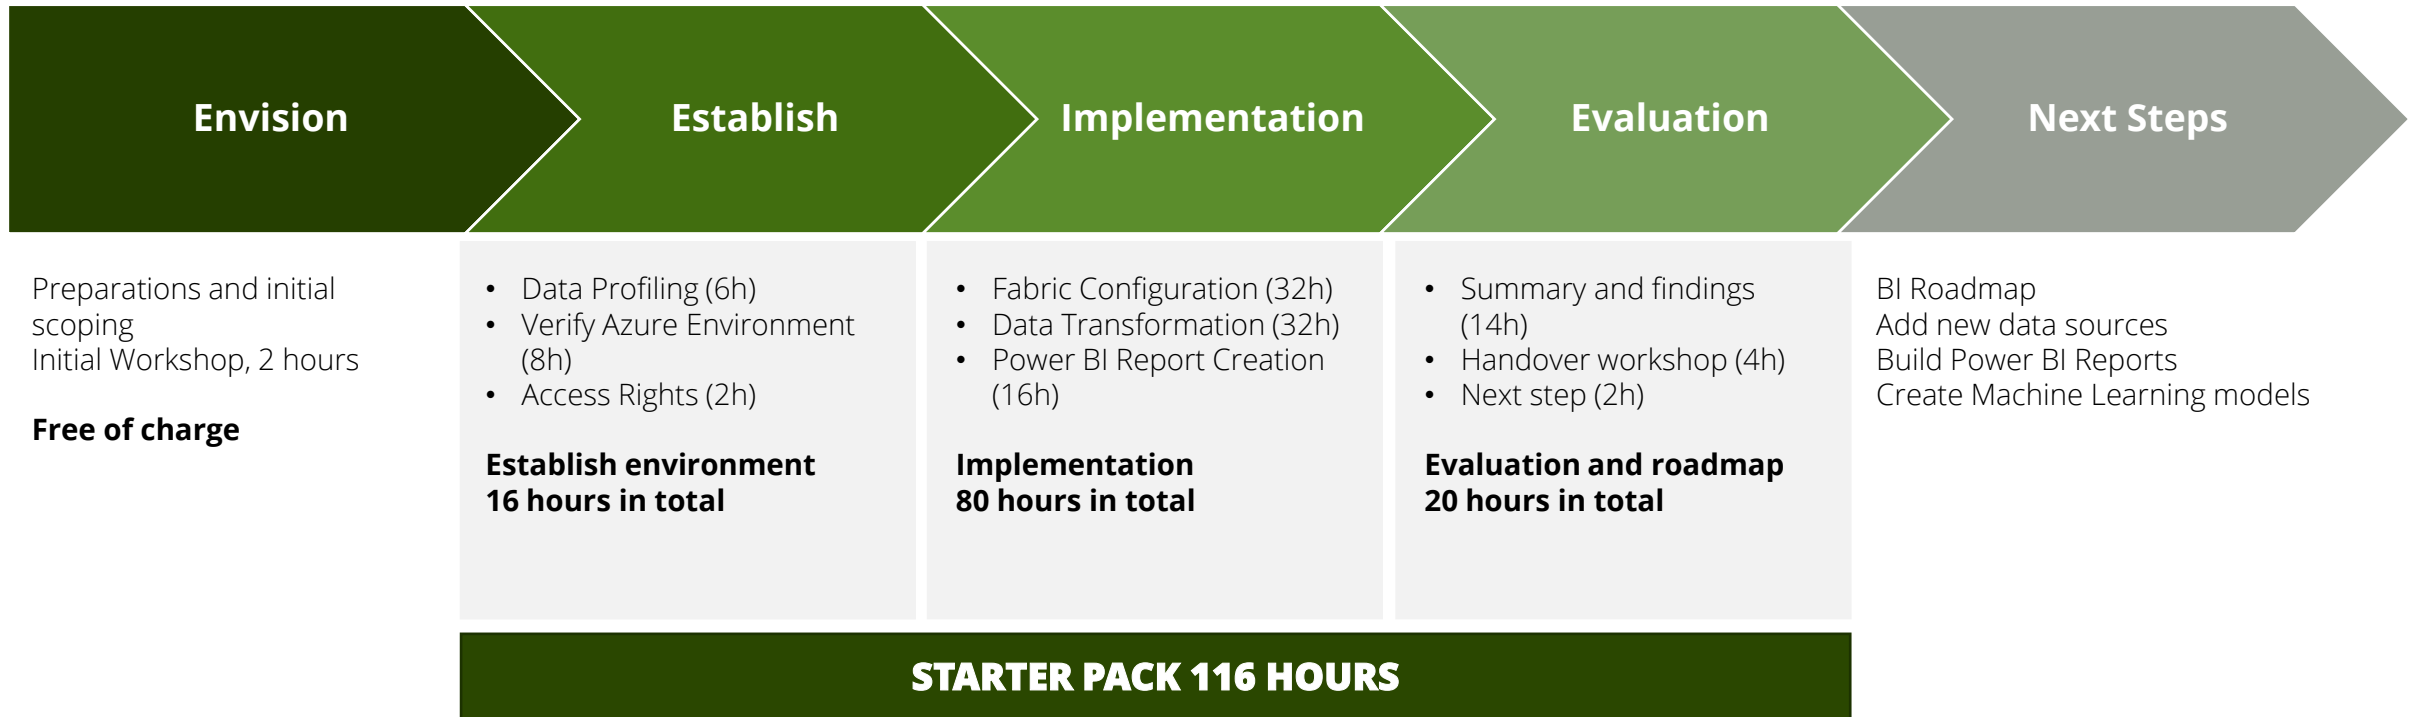 Envision
Establish
Implementation
Evaluation
Next Steps
Preparations and initial
scoping
Initial Workshop, 2 hours
Free of charge
• Data Profiling (6h)
• Verify Azure Environment
(8h)
• Access Rights (2h)
Establish environment
16 hours in total
• Fabric Configuration (32h)
• Data Transformation (32h)
• Power BI Report Creation
(16h)
Implementation
80 hours in total
• Summary and findings
(14h)
• Handover workshop (4h)
• Next step (2h)
Evaluation and roadmap
20 hours in total
BI Roadmap
Add new data sources
Build Power BI Reports
Create Machine Learning models
STARTER PACK 116 HOURS